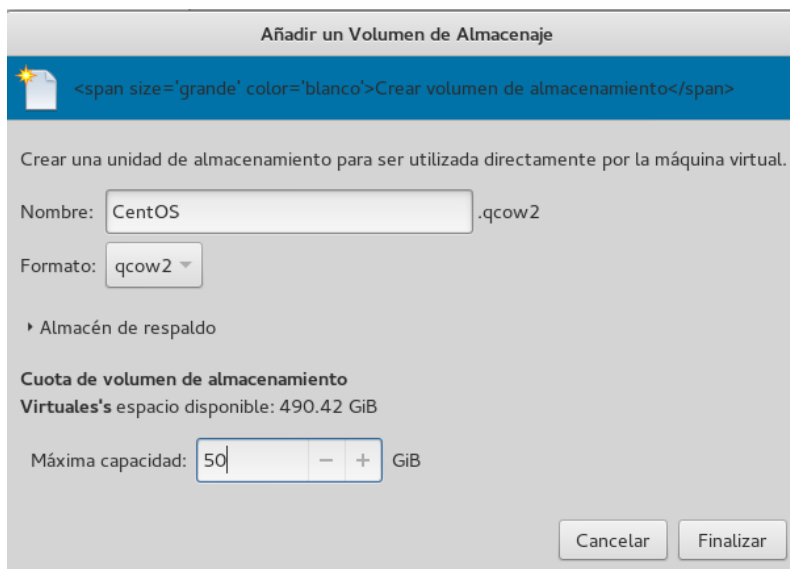 Añadir un Volumen de Almacenaje
<span size='grande' color='blanco'>Crear volumen de almacenamiento</span>
Crear una unidad de almacenamiento para ser utilizada directamente por la máquina virtual.
Nombre: CentOS .qcow2
Formato: qcow2
Almacén de respaldo
Cuota de volumen de almacenamiento
Virtuales's espacio disponible: 490.42 GiB
Máxima capacidad: 50 − + GiB
Cancelar Finalizar